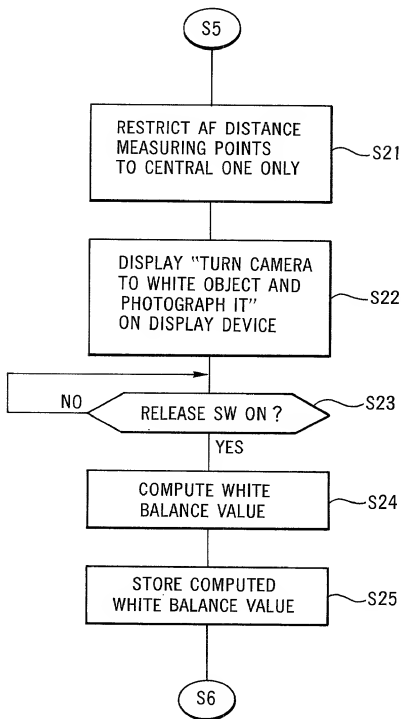 S5
RESTRICT AF DISTANCE
MEASURING POINTS
TO CENTRAL ONE ONLY
S21
DISPLAY "TURN CAMERA
TO WHITE OBJECT AND
PHOTOGRAPH IT"
ON DISPLAY DEVICE
S22
NO
RELEASE SW ON ?
S23
YES
COMPUTE WHITE
BALANCE VALUE
S24
STORE COMPUTED
WHITE BALANCE VALUE
S25
S6